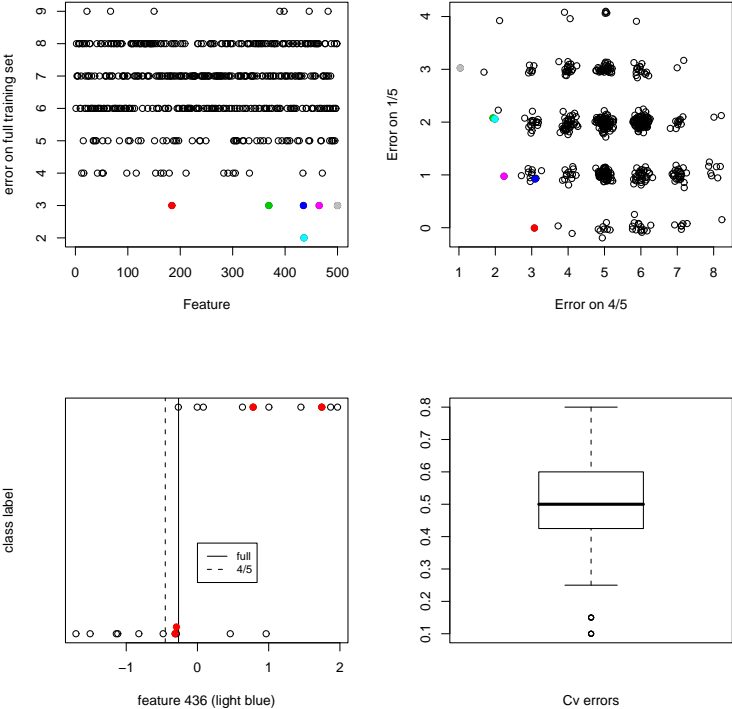 error on full training set
9
8
7
6
5
4
3
2
0 100 200 300 400 500
Feature
Error on 1/5
4
3
2
1
0
1 2 3 4 5 6 7 8
Error on 4/5
class label
full
4/5
−1 0 1 2
feature 436 (light blue)
0.8
0.7
0.6
0.5
0.4
0.3
0.2
0.1
Cv errors